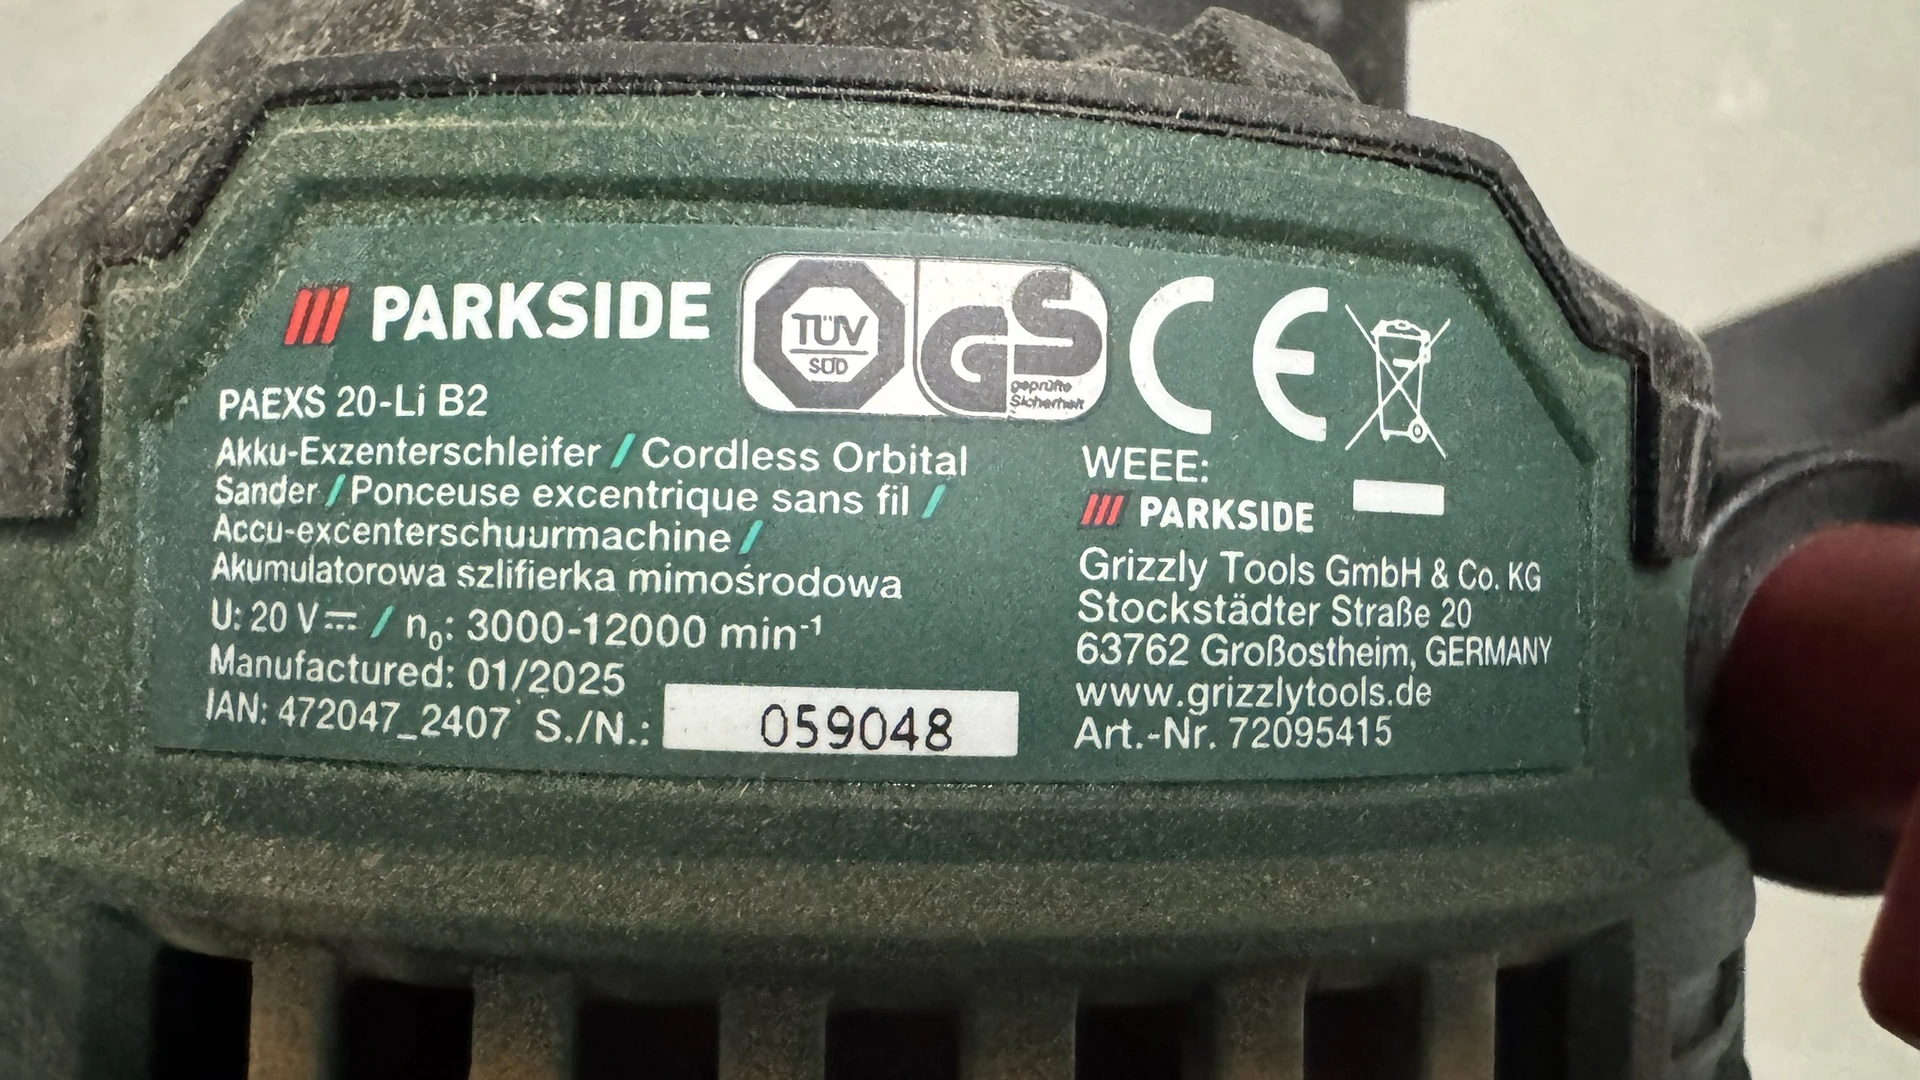 PARKSIDE
TÜV
SÜD
GS
geprüfte
Sicherheit
CE
PAEXS 20-Li B2
Akku-Exzenterschleifer / Cordless Orbital
Sander / Ponceuse excentrique sans fil /
Accu-excenterschuurmachine /
Akumulatorowa szlifierka mimośrodowa
U: 20 V⎓ / n₀: 3000-12000 min⁻¹
Manufactured: 01/2025
IAN: 472047_2407 S./N.: 059048
WEEE:
PARKSIDE
Grizzly Tools GmbH & Co. KG
Stockstädter Straße 20
63762 Großostheim, GERMANY
www.grizzlytools.de
Art.-Nr. 72095415